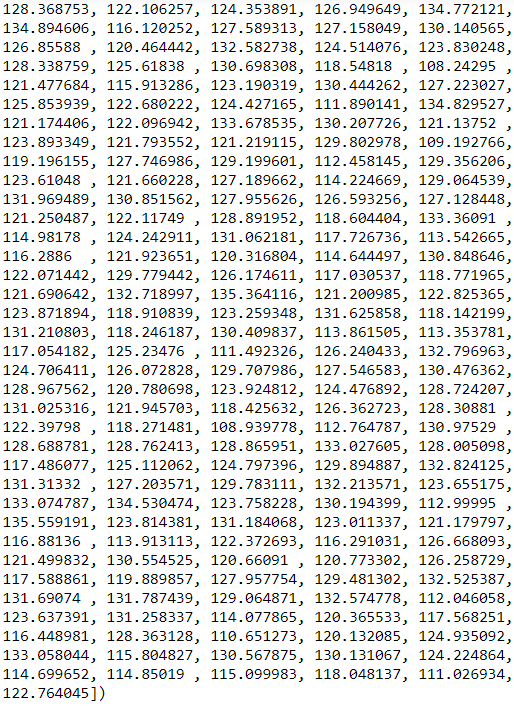 128.368753, 122.106257, 124.353891, 126.949649, 134.772121,
134.894606, 116.120252, 127.589313, 127.158049, 130.140565,
126.85588 , 120.464442, 132.582738, 124.514076, 123.830248,
128.338759, 125.61838 , 130.698308, 118.54818 , 108.24295 ,
121.477684, 115.913286, 123.190319, 130.444262, 127.223027,
125.853939, 122.680222, 124.427165, 111.890141, 134.829527,
121.174406, 122.096942, 133.678535, 130.207726, 121.13752 ,
123.893349, 121.793552, 121.219115, 129.802978, 109.192766,
119.196155, 127.746986, 129.199601, 112.458145, 129.356206,
123.61048 , 121.660228, 127.189662, 114.224669, 129.064539,
131.969489, 130.851562, 127.955626, 126.593256, 127.128448,
121.250487, 122.11749 , 128.891952, 118.604404, 133.36091 ,
114.98178 , 124.242911, 131.062181, 117.726736, 113.542665,
116.2886  , 121.923651, 120.316804, 114.644497, 130.848646,
122.071442, 129.779442, 126.174611, 117.030537, 118.771965,
121.690642, 132.718997, 135.364116, 121.200985, 122.825365,
123.871894, 118.910839, 123.259348, 131.625858, 118.142199,
131.210803, 118.246187, 130.409837, 113.861505, 113.353781,
117.054182, 125.23476 , 111.492326, 126.240433, 132.796963,
124.706411, 126.072828, 129.707986, 127.546583, 130.476362,
128.967562, 120.780698, 123.924812, 124.476892, 128.724207,
131.025316, 121.945703, 118.425632, 126.362723, 128.30881 ,
122.39798 , 118.271481, 108.939778, 112.764787, 130.97529 ,
128.688781, 128.762413, 128.865951, 133.027605, 128.005098,
117.486077, 125.112062, 124.797396, 129.894887, 132.824125,
131.31332 , 127.203571, 129.783111, 132.213571, 123.655175,
133.074787, 134.530474, 123.758228, 130.194399, 112.99995 ,
135.559191, 123.814381, 131.184068, 123.011337, 121.179797,
116.88136 , 113.913113, 122.372693, 116.291031, 126.668093,
121.499832, 130.554525, 120.66091 , 120.773302, 126.258729,
117.588861, 119.889857, 127.957754, 129.481302, 132.525387,
131.69074 , 131.787439, 129.064871, 132.574778, 112.046058,
123.637391, 131.258337, 114.077865, 120.365533, 117.568251,
116.448981, 128.363128, 110.651273, 120.132085, 124.935092,
133.058044, 115.804827, 130.567875, 130.131067, 124.224864,
114.699652, 114.85019 , 115.099983, 118.048137, 111.026934,
122.764045])